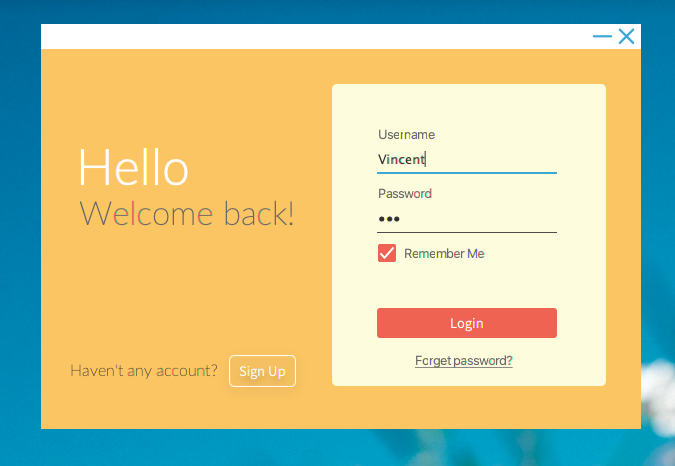 Hello
Welcome back!
Haven't any account?
Sign Up
Username
Vincent
Password
•••
Remember Me
Login
Forget password?